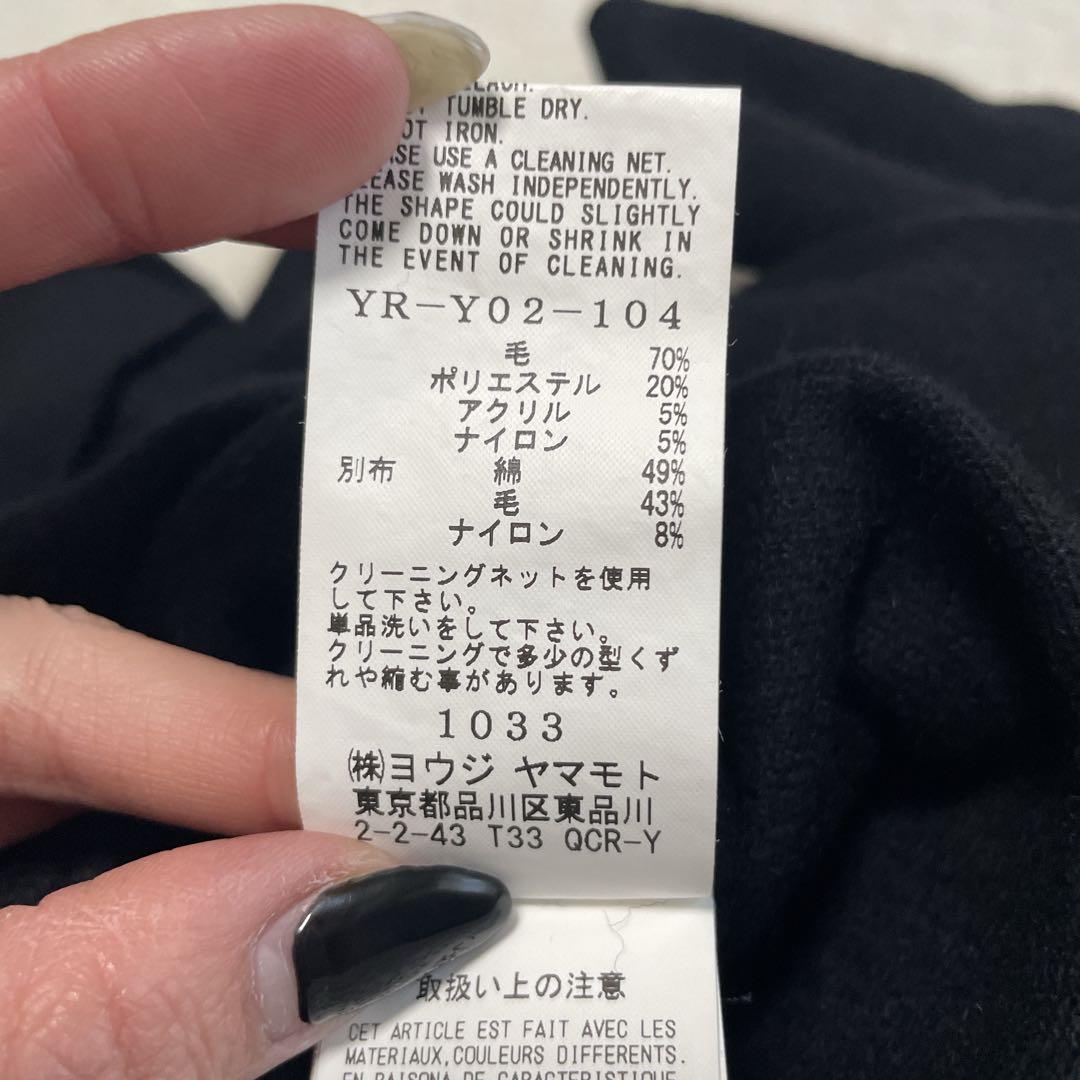 TUMBLE DRY.
IRON.
USE A CLEANING NET.
WASH INDEPENDENTLY.
THE SHAPE COULD SLIGHTLY
COME DOWN OR SHRINK IN
THE EVENT OF CLEANING.
YR-Y02-104
毛 70%
ポリエステル 20%
アクリル 5%
ナイロン 5%
別布 綿 49%
毛 43%
ナイロン 8%
クリーニングネットを使用
して下さい。
単品洗いをして下さい。
クリーニングで多少の型くず
れや縮む事があります。
1033
㈱ヨウジ ヤマモト
東京都品川区東品川
2-2-43 T33 QCR-Y
取扱い上の注意
CET ARTICLE EST FAIT AVEC LES
MATERIAUX,COULEURS DIFFERENTS.